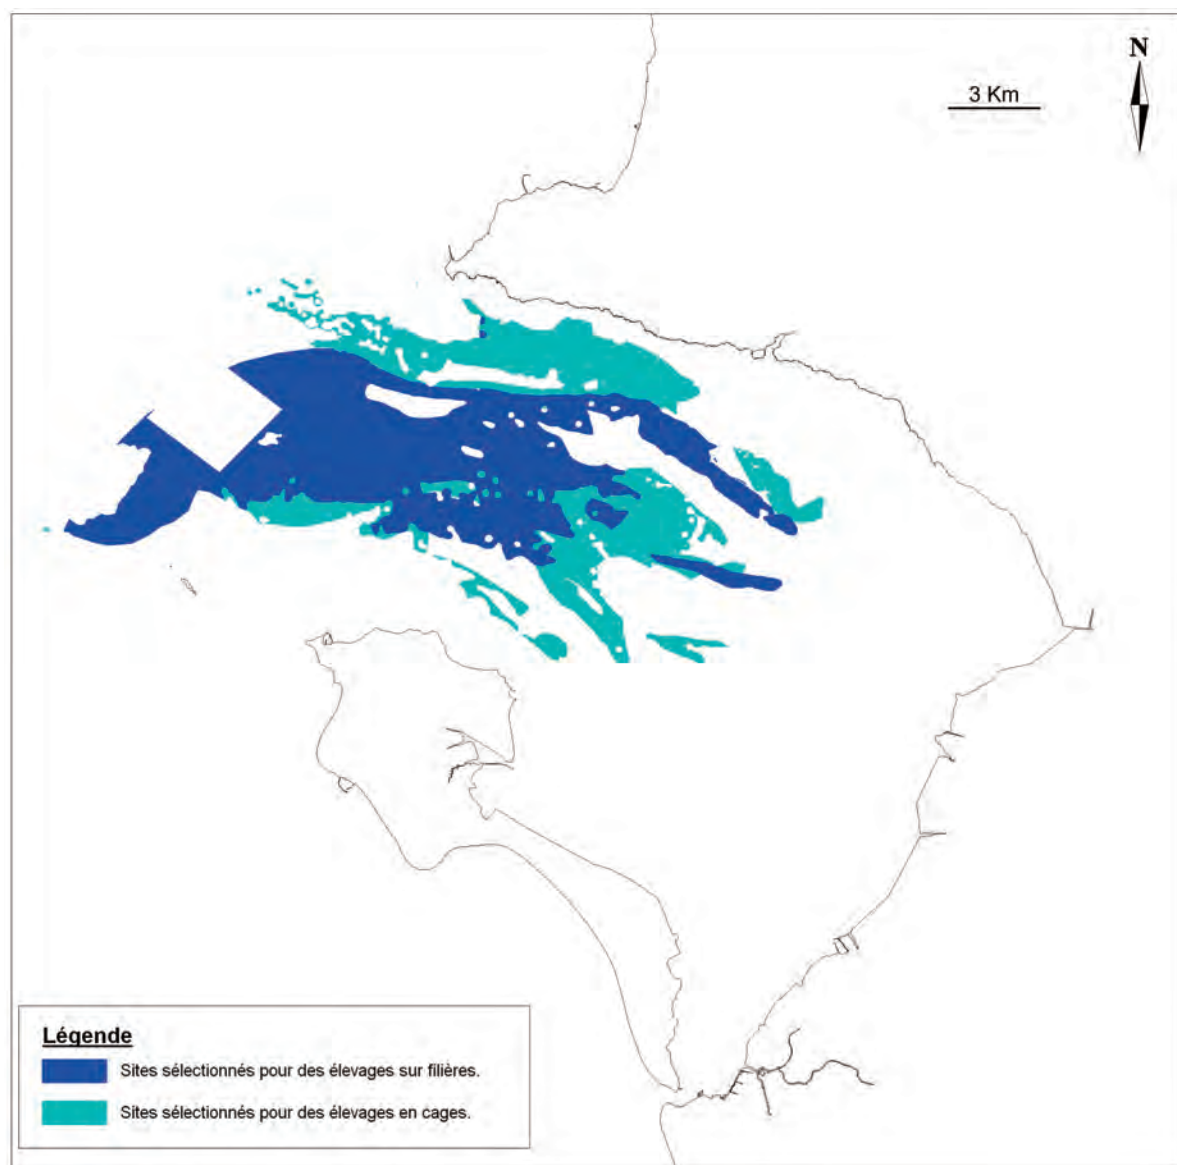 N
3 Km
Légende
Sites sélectionnés pour des élevages sur filières.
Sites sélectionnés pour des élevages en cages.